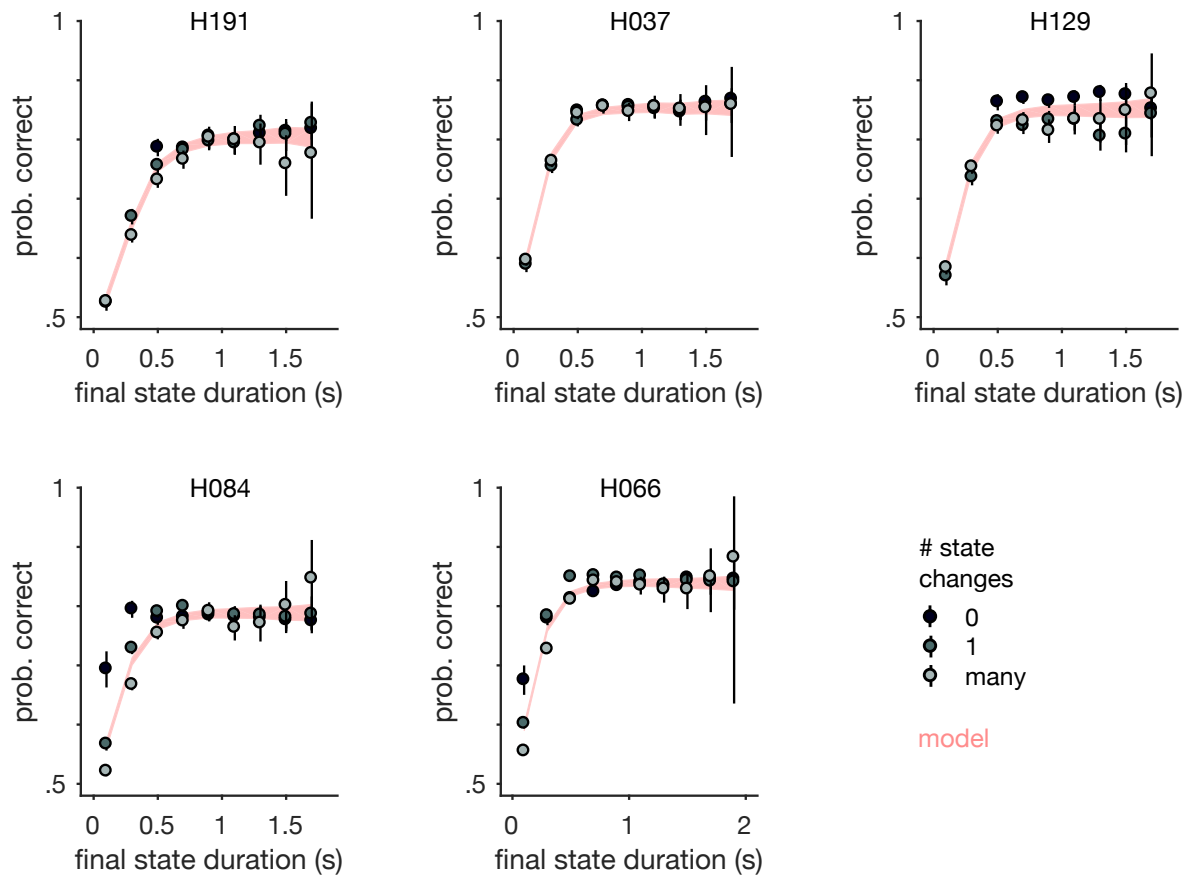 H191
1
prob. correct
.5
0 0.5 1 1.5
final state duration (s)
H037
1
prob. correct
.5
0 0.5 1 1.5
final state duration (s)
H129
1
prob. correct
.5
0 0.5 1 1.5
final state duration (s)
H084
1
prob. correct
.5
0 0.5 1 1.5
final state duration (s)
H066
1
prob. correct
.5
0 1 2
final state duration (s)
# state
changes
0
1
many
model